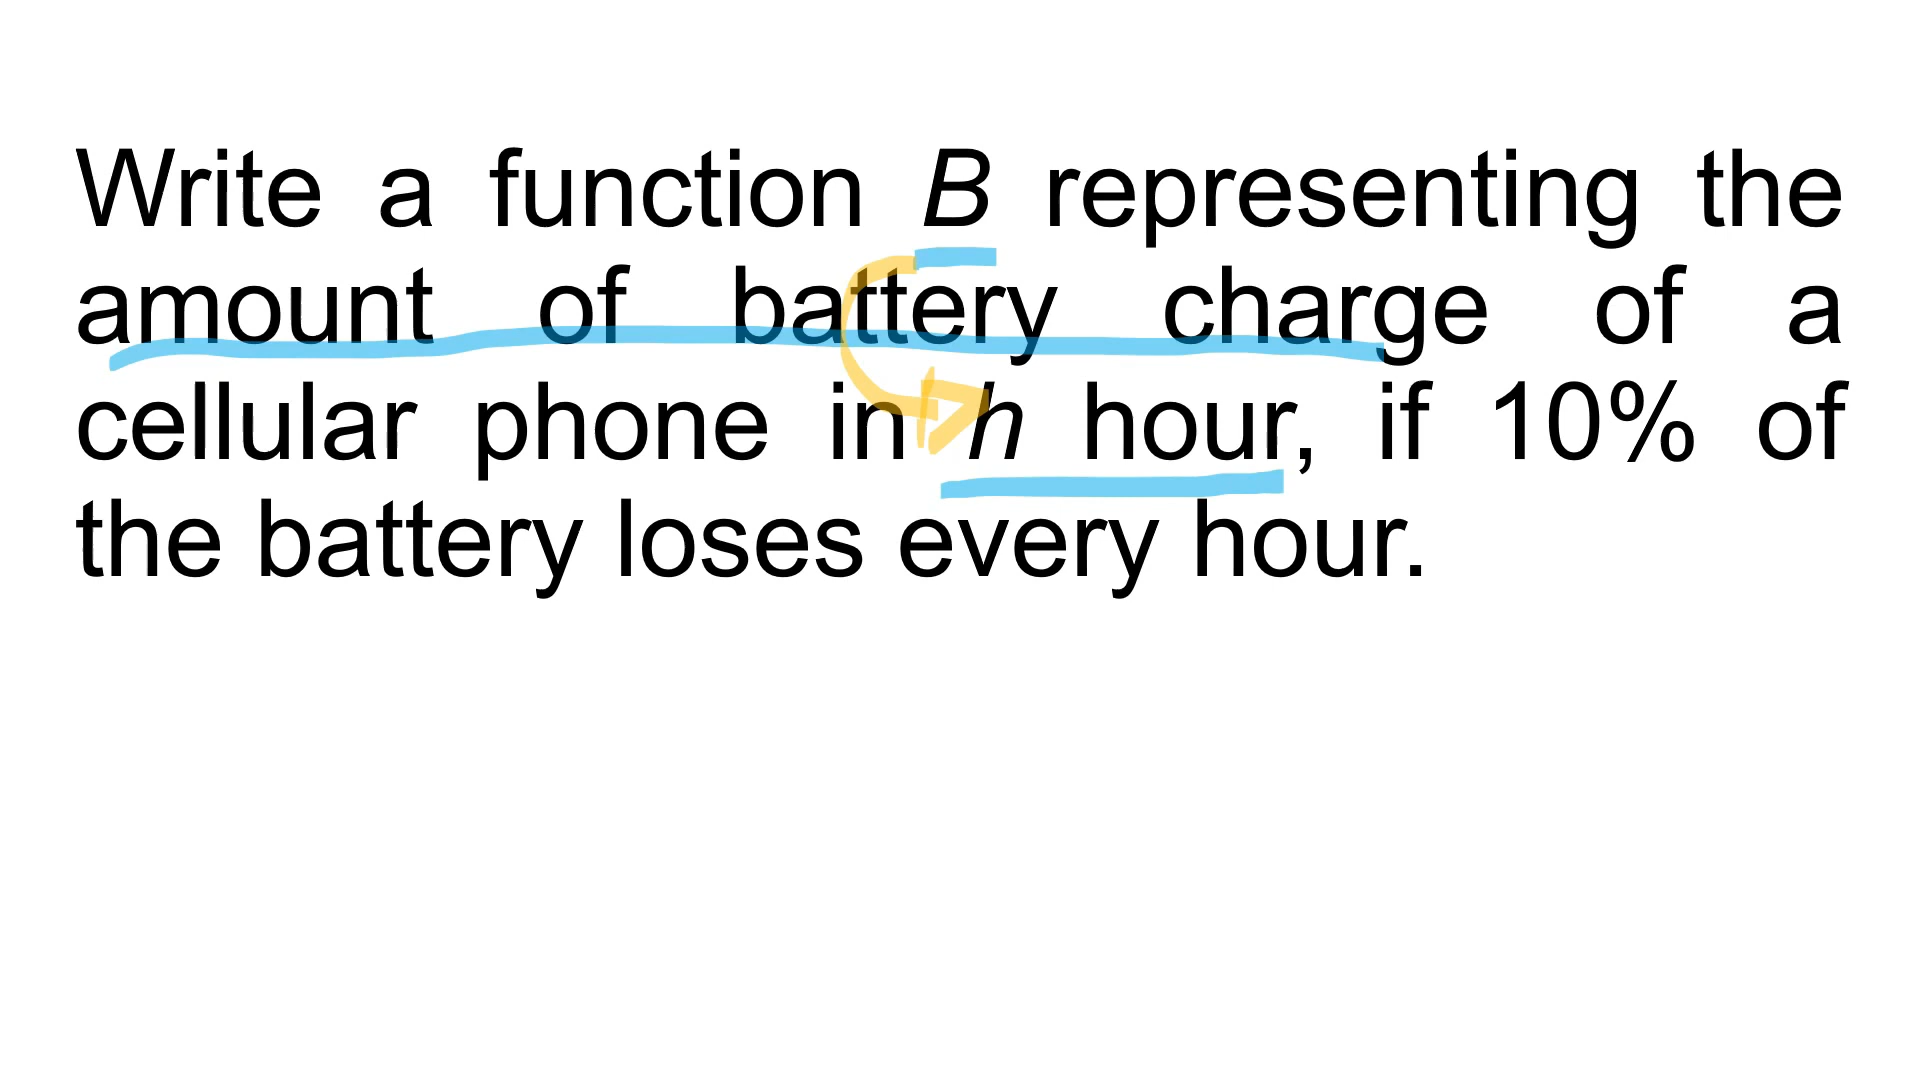 Write a function B representing the
amount of battery charge of a
cellular phone in h hour, if 10% of
the battery loses every hour.